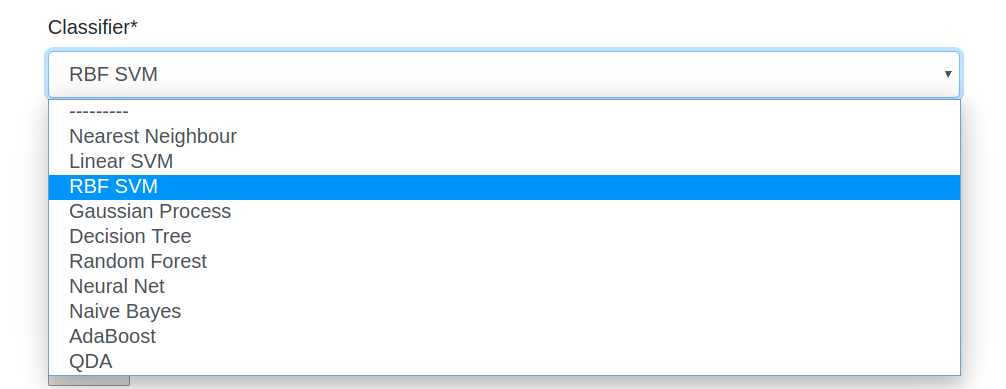 Classifier*
RBF SVM
---------
Nearest Neighbour
Linear SVM
RBF SVM
Gaussian Process
Decision Tree
Random Forest
Neural Net
Naive Bayes
AdaBoost
QDA